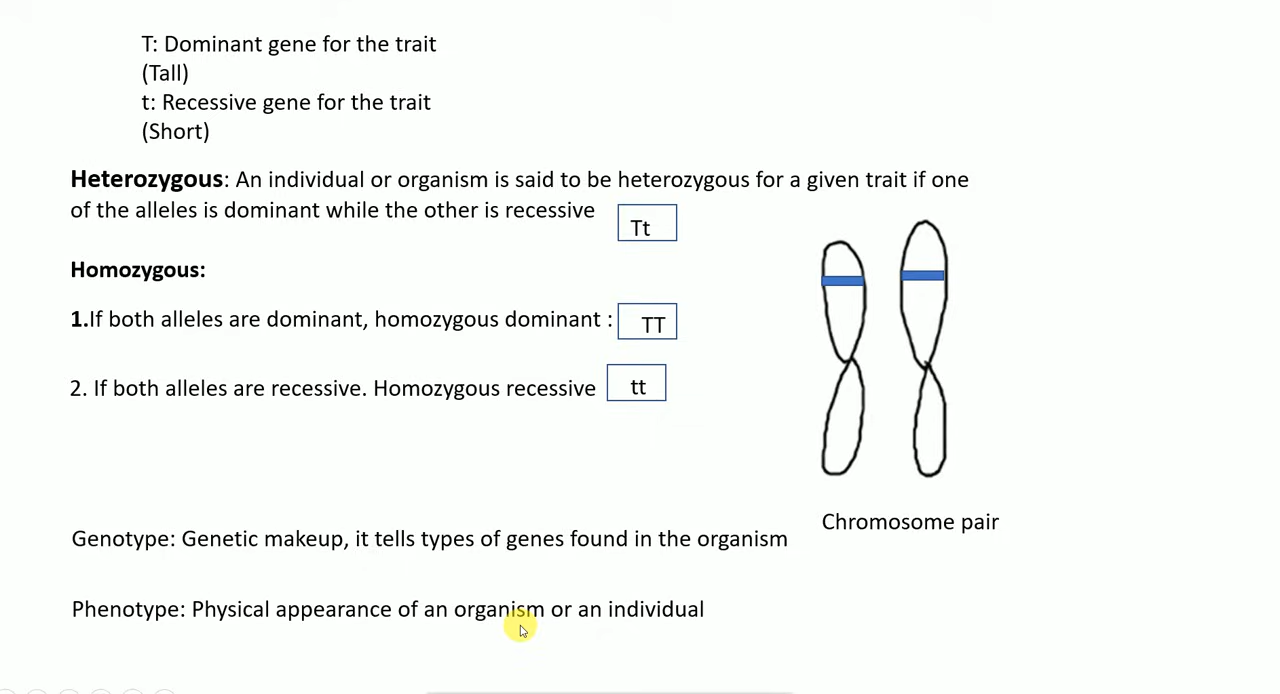 T: Dominant gene for the trait
(Tall)
t: Recessive gene for the trait
(Short)
Heterozygous: An individual or organism is said to be heterozygous for a given trait if one
of the alleles is dominant while the other is recessive
Tt
Homozygous:
1.If both alleles are dominant, homozygous dominant :
TT
2. If both alleles are recessive. Homozygous recessive
tt
Chromosome pair
Genotype: Genetic makeup, it tells types of genes found in the organism
Phenotype: Physical appearance of an organism or an individual